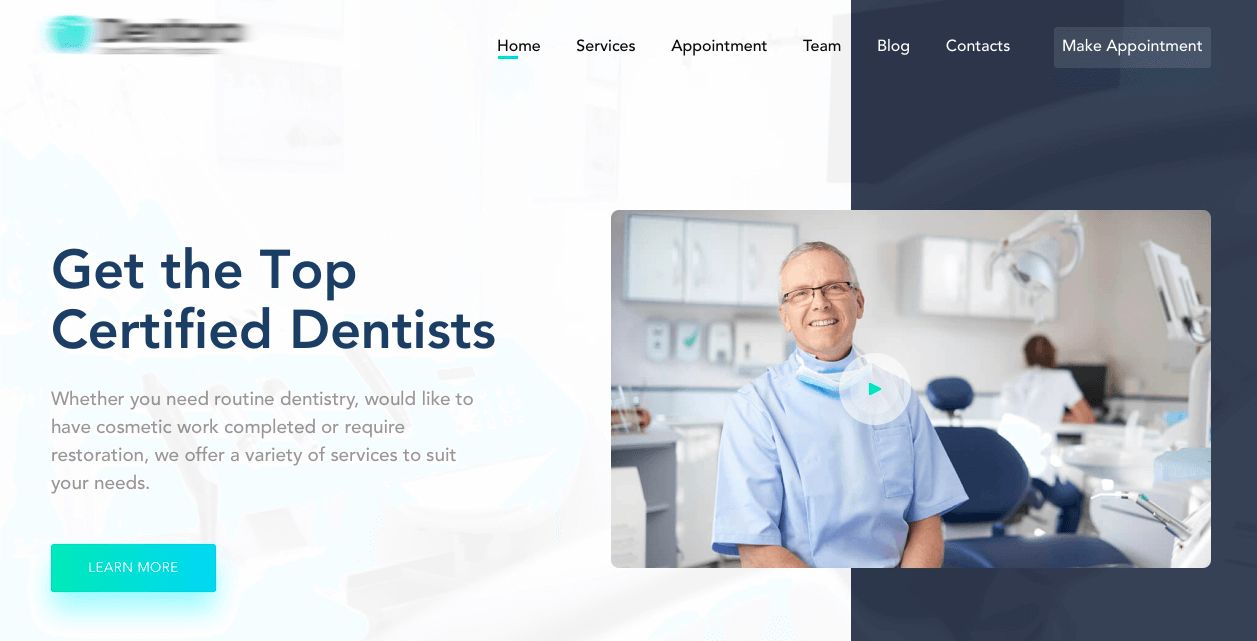 Home Services Appointment Team Blog Contacts Make Appointment
Get the Top
Certified Dentists
Whether you need routine dentistry, would like to
have cosmetic work completed or require
restoration, we offer a variety of services to suit
your needs.
LEARN MORE